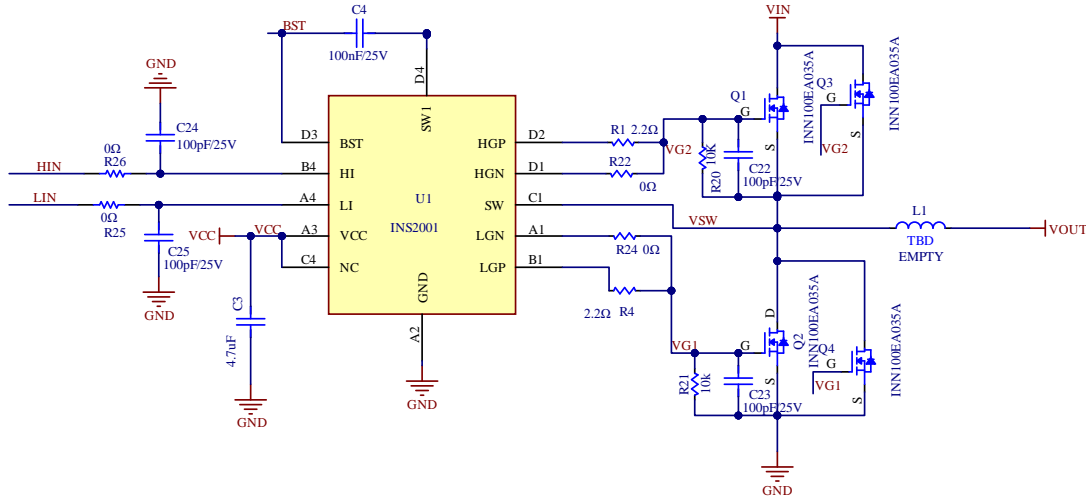 VIN
C4
BST
100nF/25V
GND
D4
SW1
Q1
G
S
INN100EA035A
Q3
G
S
INN100EA035A
VG2
C24
100pF/25V
0Ω
R26
HIN
LIN
0Ω
R25
D3
BST
B4
HI
A4
LI
A3
VCC
C4
NC
U1
INS2001
HGP
D2
HGN
D1
SW
C1
LGN
A1
LGP
B1
GND
A2
GND
R1 2.2Ω
VG2
R22
0Ω
10K
R20
C22
100pF/25V
VCC
VCC
C25
100pF/25V
GND
C3
4.7uF
GND
VSW
L1
TBD
EMPTY
VOUT
R24 0Ω
2.2Ω R4
VG1
R21
10k
C23
100pF/25V
D
G
S
Q2
INN100EA035A
Q4
G
VG1
S
INN100EA035A
GND